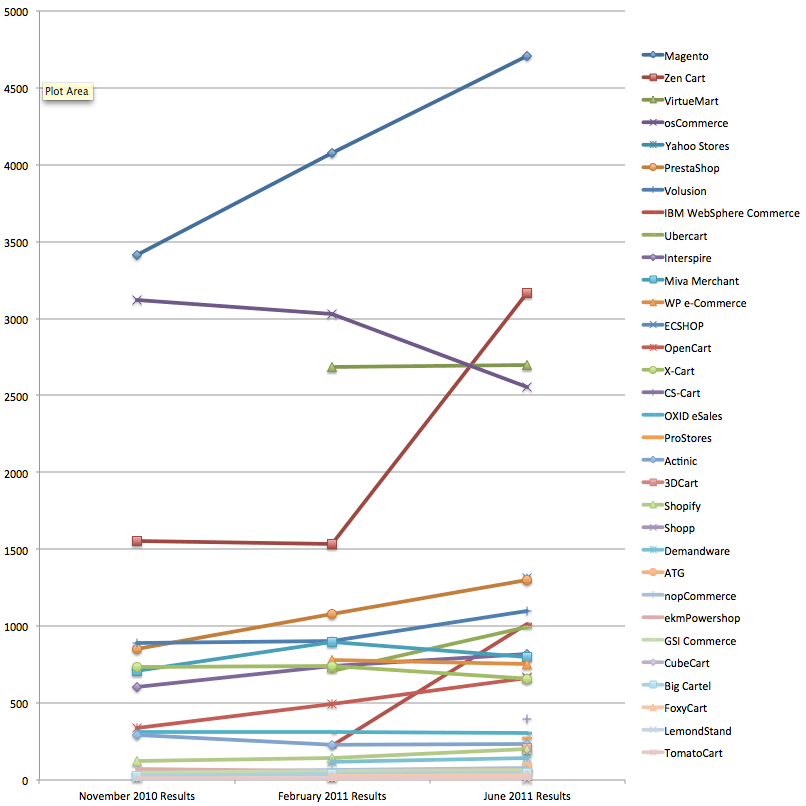 5000
4500
4000
3500
3000
2500
2000
1500
1000
500
0
Plot Area
November 2010 Results
February 2011 Results
June 2011 Results
Magento
Zen Cart
VirtueMart
osCommerce
Yahoo Stores
PrestaShop
Volusion
IBM WebSphere Commerce
Ubercart
Interspire
Miva Merchant
WP e-Commerce
ECSHOP
OpenCart
X-Cart
CS-Cart
OXID eSales
ProStores
Actinic
3DCart
Shopify
Shopp
Demandware
ATG
nopCommerce
ekmPowershop
GSI Commerce
CubeCart
Big Cartel
FoxyCart
LemondStand
TomatoCart